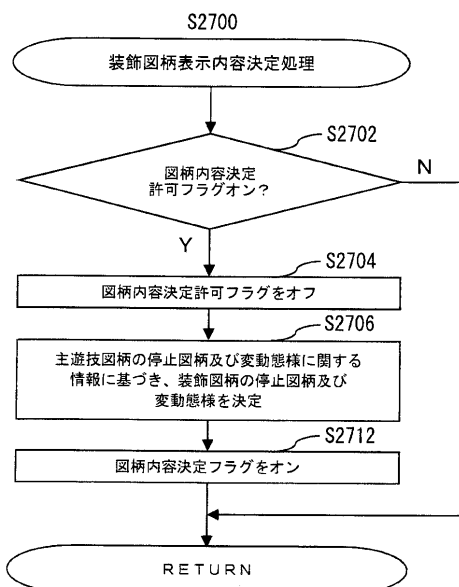 S2700
装飾図柄表示内容決定処理
S2702
図柄内容決定
許可フラグオン？
N
Y
S2704
図柄内容決定許可フラグをオフ
S2706
主遊技図柄の停止図柄及び変動態様に関する
情報に基づき、装飾図柄の停止図柄及び
変動態様を決定
S2712
図柄内容決定フラグをオン
RETURN